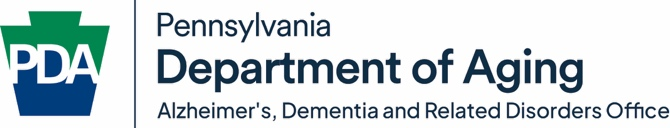 PDA
Pennsylvania
Department of Aging
Alzheimer's, Dementia and Related Disorders Office